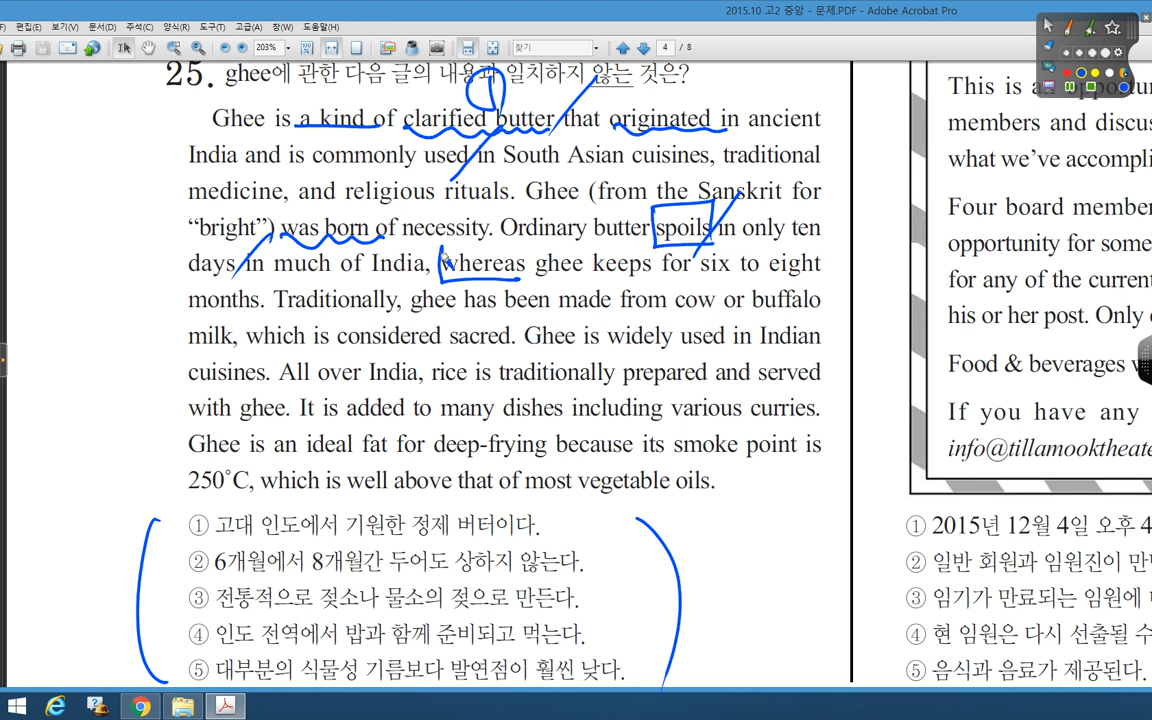 2015.10 고2 중앙 - 문제.PDF - Adobe Acrobat Pro
편집(E) 보기(V) 문서(D) 주석(C) 양식(R) 도구(T) 고급(A) 창(W) 도움말(H)
203% 찾기 4 / 8
25. ghee에 관한 다음 글의 내용과 일치하지 않는 것은?
①
Ghee is a kind of clarified butter that originated in ancient
India and is commonly used in South Asian cuisines, traditional
medicine, and religious rituals. Ghee (from the Sanskrit for
“bright”) was born of necessity. Ordinary butter spoils in only ten
days in much of India, whereas ghee keeps for six to eight
months. Traditionally, ghee has been made from cow or buffalo
milk, which is considered sacred. Ghee is widely used in Indian
cuisines. All over India, rice is traditionally prepared and served
with ghee. It is added to many dishes including various curries.
Ghee is an ideal fat for deep-frying because its smoke point is
250˚C, which is well above that of most vegetable oils.
① 고대 인도에서 기원한 정제 버터이다.
② 6개월에서 8개월간 두어도 상하지 않는다.
③ 전통적으로 젖소나 물소의 젖으로 만든다.
④ 인도 전역에서 밥과 함께 준비되고 먹는다.
⑤ 대부분의 식물성 기름보다 발연점이 훨씬 낮다.
This is a
members and discus
what we’ve accompli
Four board member
opportunity for some
for any of the current
his or her post. Only
Food & beverages
If you have any
info@tillamooktheate
① 2015년 12월 4일 오후 4
② 일반 회원과 임원진이 만
③ 임기가 만료되는 임원에
④ 현 임원은 다시 선출될 수
⑤ 음식과 음료가 제공된다.